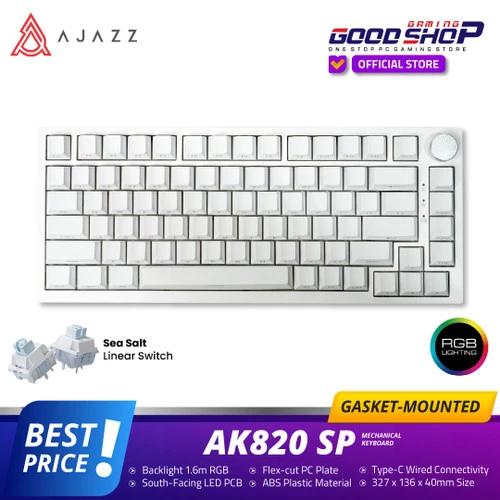 AJAZZ
GAMING
GOODSHOP
ONE STOP PC GAMING STORE
OFFICIAL STORE
Sea Salt
Linear Switch
RGB
LIGHTING
GASKET-MOUNTED
BEST
PRICE!
AK820 SP
MECHANICAL
KEYBOARD
• Backlight 1.6m RGB
• Flex-cut PC Plate
• Type-C Wired Connectivity
• South-Facing LED PCB
• ABS Plastic Material
• 327 x 136 x 40mm Size